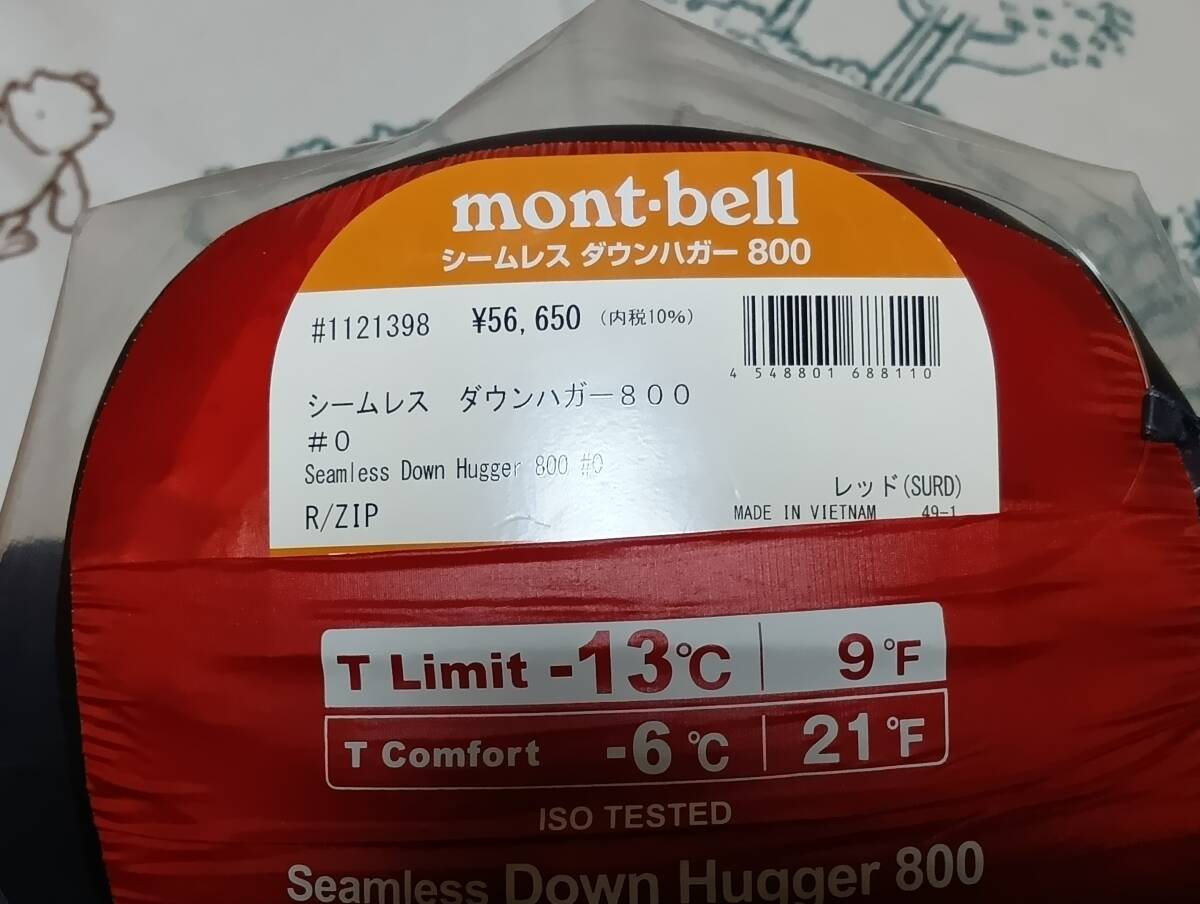 mont-bell
シームレス ダウンハガー 800
#1121398 ¥56,650 (内税10%)
4 548801 688110
シームレス ダウンハガー800
#0
Seamless Down Hugger 800 #0
レッド(SURD)
R/ZIP
MADE IN VIETNAM 49-1
T Limit -13℃ 9°F
T Comfort -6℃ 21°F
ISO TESTED
Seamless Down Hugger 800